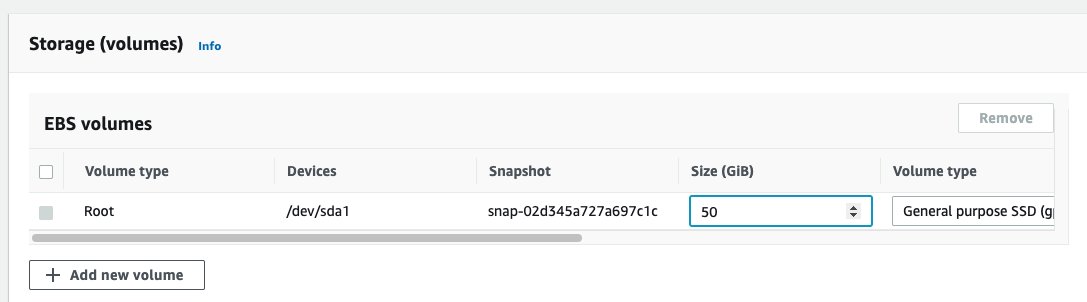 Storage (volumes) Info
EBS volumes
Remove
Volume type Devices Snapshot Size (GiB) Volume type
Root /dev/sda1 snap-02d345a727a697c1c 50 General purpose SSD
+ Add new volume